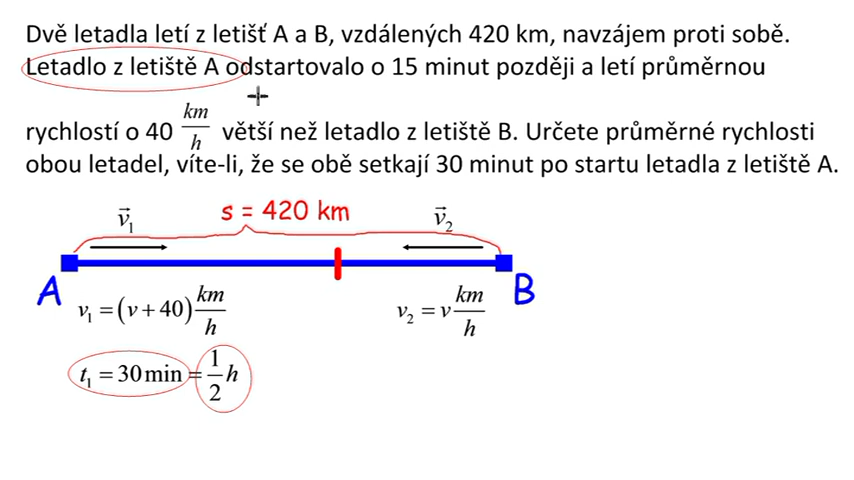 Dvě letadla letí z letišť A a B, vzdálených 420 km, navzájem proti sobě.
Letadlo z letiště A odstartovalo o 15 minut později a letí průměrnou
rychlostí o 40 km/h větší než letadlo z letiště B. Určete průměrné rychlosti
obou letadel, víte-li, že se obě setkají 30 minut po startu letadla z letiště A.
v⃗₁ s = 420 km v⃗₂
A B
v₁ = (v + 40) km/h v₂ = v km/h
t₁ = 30 min = 1/2 h